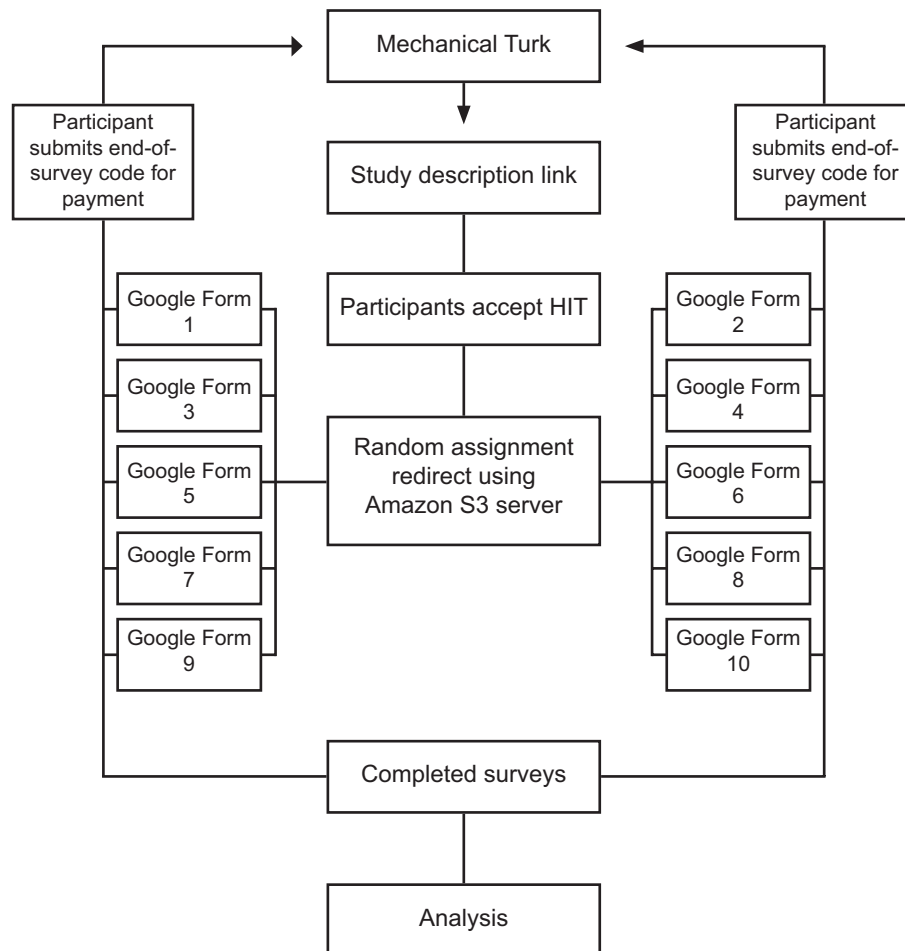 Mechanical Turk
Participant
submits end-of-
survey code for
payment
Participant
submits end-of-
survey code for
payment
Study description link
Participants accept HIT
Google Form
1
Google Form
2
Google Form
3
Google Form
4
Random assignment
redirect using
Amazon S3 server
Google Form
5
Google Form
6
Google Form
7
Google Form
8
Google Form
9
Google Form
10
Completed surveys
Analysis